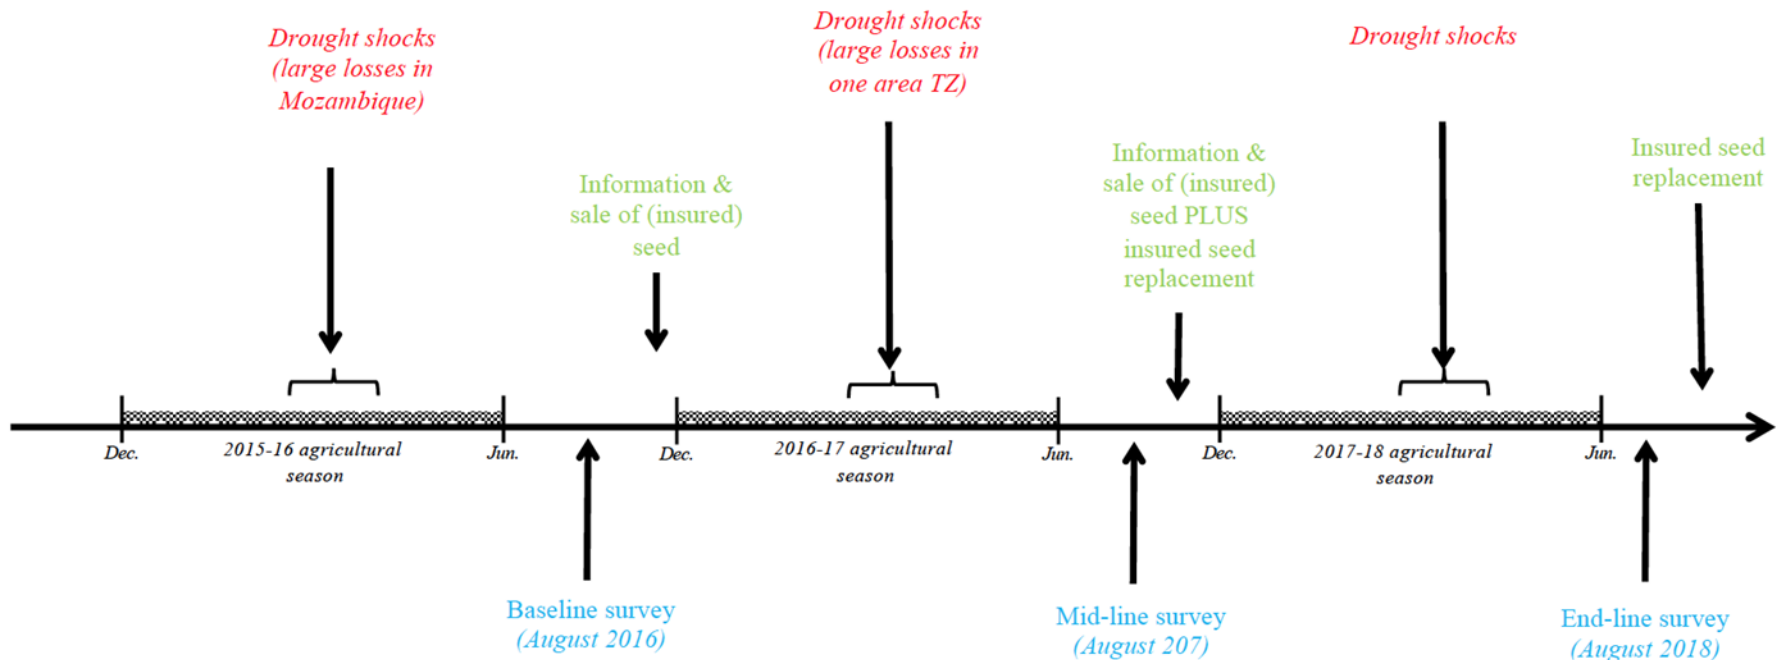 Drought shocks
(large losses in
Mozambique)
Drought shocks
(large losses in
one area TZ)
Drought shocks
Information &
sale of (insured)
seed
Information &
sale of (insured)
seed PLUS
insured seed
replacement
Insured seed
replacement
Dec.
2015-16 agricultural
season
Jun.
Dec.
2016-17 agricultural
season
Jun.
Dec.
2017-18 agricultural
season
Jun.
Baseline survey
(August 2016)
Mid-line survey
(August 207)
End-line survey
(August 2018)